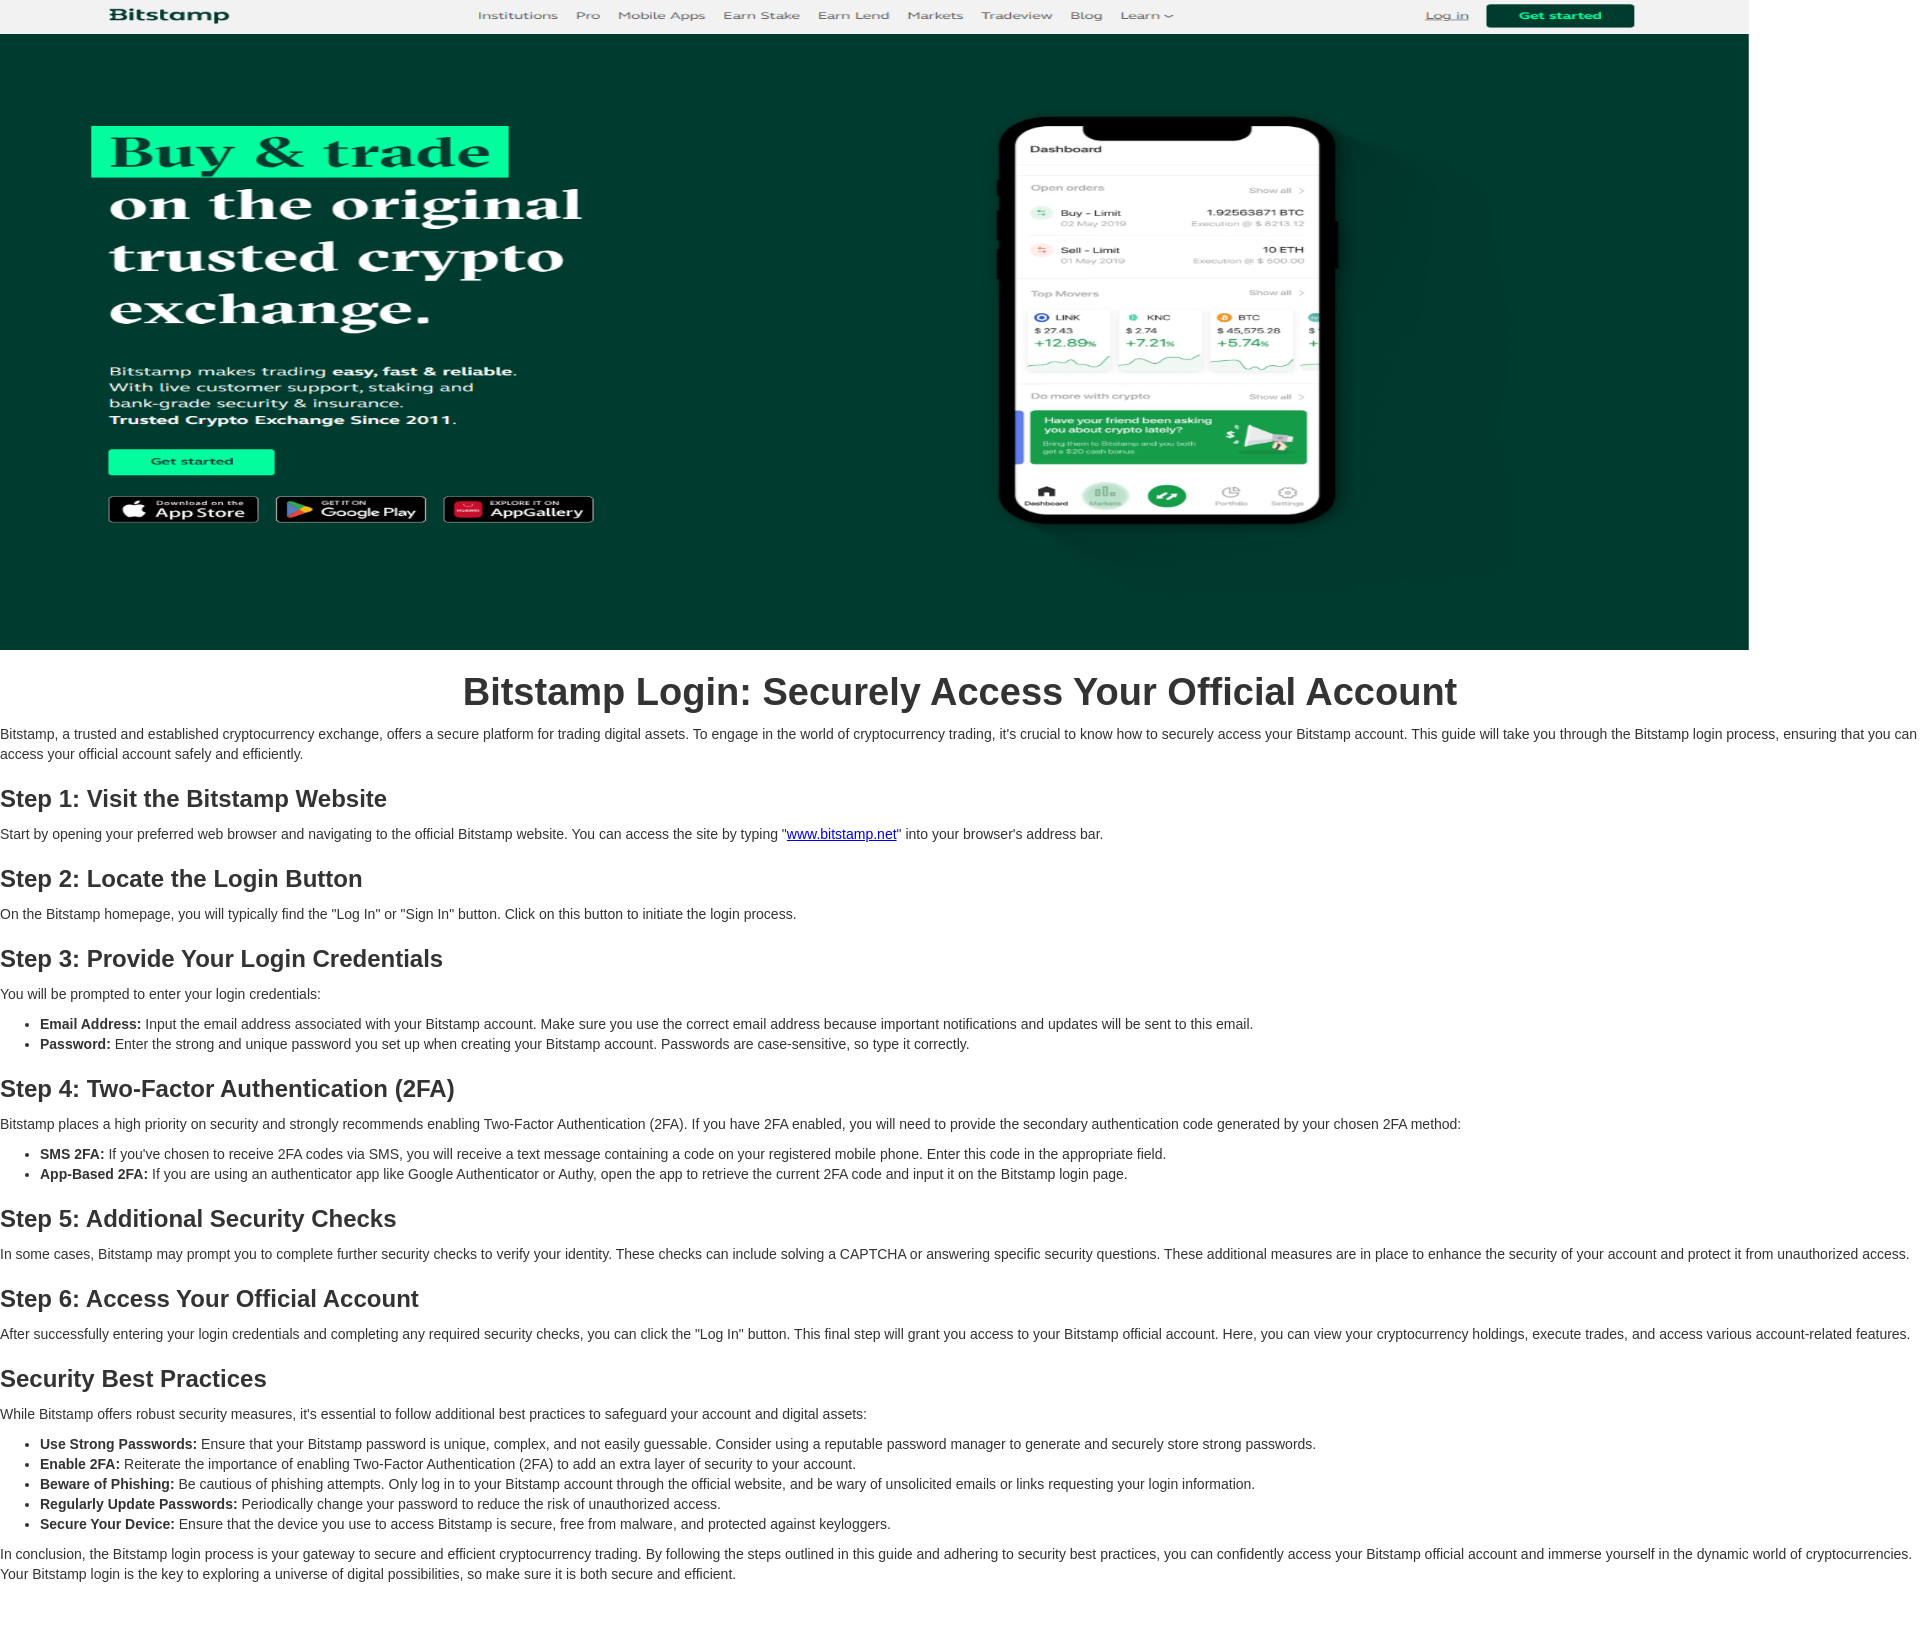 Bitstamp
Institutions Pro Mobile Apps Earn Stake Earn Lend Markets Tradeview Blog Learn
Log in Get started
Buy & trade
on the original
trusted crypto
exchange.
Bitstamp makes trading easy, fast & reliable.
With live customer support, staking and
bank-grade security & insurance.
Trusted Crypto Exchange Since 2011.
Get started
Download on the
App Store
GET IT ON
Google Play
EXPLORE IT ON
AppGallery
HUAWEI
Dashboard
Open orders Show all >
Buy - Limit 1.92563871 BTC
02 May 2019 Execution @ $ 8213.12
Sell - Limit 10 ETH
01 May 2019 Execution @ $ 500.00
Top Movers Show all >
LINK KNC BTC
$ 27.43 $ 2.74 $ 45,575.28 $
+12.89% +7.21% +5.74% +
Do more with crypto Show all >
Have your friend been asking
you about crypto lately?
Bring them to Bitstamp and you both
get a $20 cash bonus.
Dashboard Markets Portfolio Settings
Bitstamp Login: Securely Access Your Official Account
Bitstamp, a trusted and established cryptocurrency exchange, offers a secure platform for trading digital assets. To engage in the world of cryptocurrency trading, it's crucial to know how to securely access your Bitstamp account. This guide will take you through the Bitstamp login process, ensuring that you can
access your official account safely and efficiently.
Step 1: Visit the Bitstamp Website
Start by opening your preferred web browser and navigating to the official Bitstamp website. You can access the site by typing "www.bitstamp.net" into your browser's address bar.
Step 2: Locate the Login Button
On the Bitstamp homepage, you will typically find the "Log In" or "Sign In" button. Click on this button to initiate the login process.
Step 3: Provide Your Login Credentials
You will be prompted to enter your login credentials:
• Email Address: Input the email address associated with your Bitstamp account. Make sure you use the correct email address because important notifications and updates will be sent to this email.
• Password: Enter the strong and unique password you set up when creating your Bitstamp account. Passwords are case-sensitive, so type it correctly.
Step 4: Two-Factor Authentication (2FA)
Bitstamp places a high priority on security and strongly recommends enabling Two-Factor Authentication (2FA). If you have 2FA enabled, you will need to provide the secondary authentication code generated by your chosen 2FA method:
• SMS 2FA: If you've chosen to receive 2FA codes via SMS, you will receive a text message containing a code on your registered mobile phone. Enter this code in the appropriate field.
• App-Based 2FA: If you are using an authenticator app like Google Authenticator or Authy, open the app to retrieve the current 2FA code and input it on the Bitstamp login page.
Step 5: Additional Security Checks
In some cases, Bitstamp may prompt you to complete further security checks to verify your identity. These checks can include solving a CAPTCHA or answering specific security questions. These additional measures are in place to enhance the security of your account and protect it from unauthorized access.
Step 6: Access Your Official Account
After successfully entering your login credentials and completing any required security checks, you can click the "Log In" button. This final step will grant you access to your Bitstamp official account. Here, you can view your cryptocurrency holdings, execute trades, and access various account-related features.
Security Best Practices
While Bitstamp offers robust security measures, it's essential to follow additional best practices to safeguard your account and digital assets:
• Use Strong Passwords: Ensure that your Bitstamp password is unique, complex, and not easily guessable. Consider using a reputable password manager to generate and securely store strong passwords.
• Enable 2FA: Reiterate the importance of enabling Two-Factor Authentication (2FA) to add an extra layer of security to your account.
• Beware of Phishing: Be cautious of phishing attempts. Only log in to your Bitstamp account through the official website, and be wary of unsolicited emails or links requesting your login information.
• Regularly Update Passwords: Periodically change your password to reduce the risk of unauthorized access.
• Secure Your Device: Ensure that the device you use to access Bitstamp is secure, free from malware, and protected against keyloggers.
In conclusion, the Bitstamp login process is your gateway to secure and efficient cryptocurrency trading. By following the steps outlined in this guide and adhering to security best practices, you can confidently access your Bitstamp official account and immerse yourself in the dynamic world of cryptocurrencies.
Your Bitstamp login is the key to exploring a universe of digital possibilities, so make sure it is both secure and efficient.